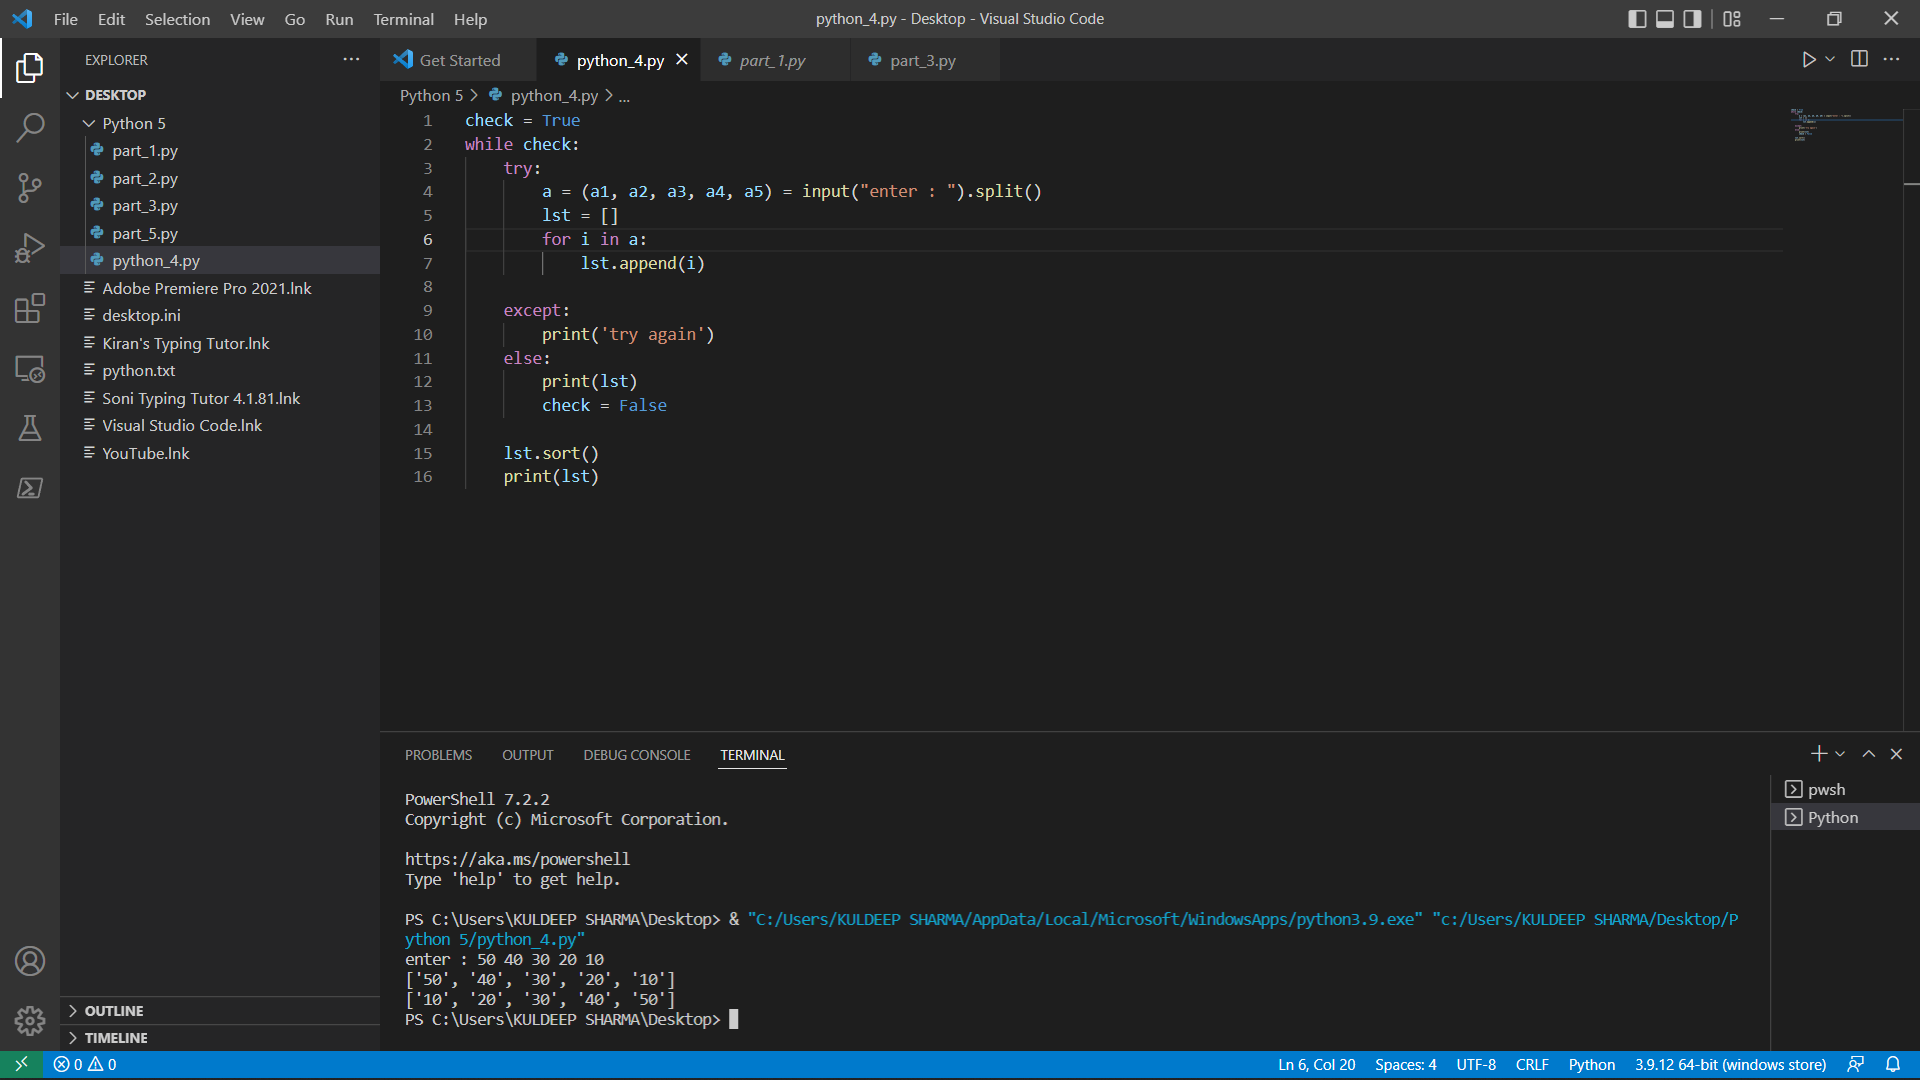 File Edit Selection View Go Run Terminal Help
python_4.py - Desktop - Visual Studio Code
EXPLORER
DESKTOP
Python 5
part_1.py
part_2.py
part_3.py
part_5.py
python_4.py
Adobe Premiere Pro 2021.lnk
desktop.ini
Kiran's Typing Tutor.lnk
python.txt
Soni Typing Tutor 4.1.81.lnk
Visual Studio Code.lnk
YouTube.lnk
OUTLINE
TIMELINE
Get Started python_4.py part_1.py part_3.py
Python 5 > python_4.py > ...
1 check = True
2 while check:
3     try:
4         a = (a1, a2, a3, a4, a5) = input("enter : ").split()
5         lst = []
6         for i in a:
7             lst.append(i)
8
9     except:
10         print('try again')
11     else:
12         print(lst)
13         check = False
14
15     lst.sort()
16     print(lst)
PROBLEMS OUTPUT DEBUG CONSOLE TERMINAL
PowerShell 7.2.2
Copyright (c) Microsoft Corporation.
https://aka.ms/powershell
Type 'help' to get help.
PS C:\Users\KULDEEP SHARMA\Desktop> & "C:/Users/KULDEEP SHARMA/AppData/Local/Microsoft/WindowsApps/python3.9.exe" "c:/Users/KULDEEP SHARMA/Desktop/P
ython 5/python_4.py"
enter : 50 40 30 20 10
['50', '40', '30', '20', '10']
['10', '20', '30', '40', '50']
PS C:\Users\KULDEEP SHARMA\Desktop>
pwsh
Python
0 0
Ln 6, Col 20 Spaces: 4 UTF-8 CRLF Python 3.9.12 64-bit (windows store)